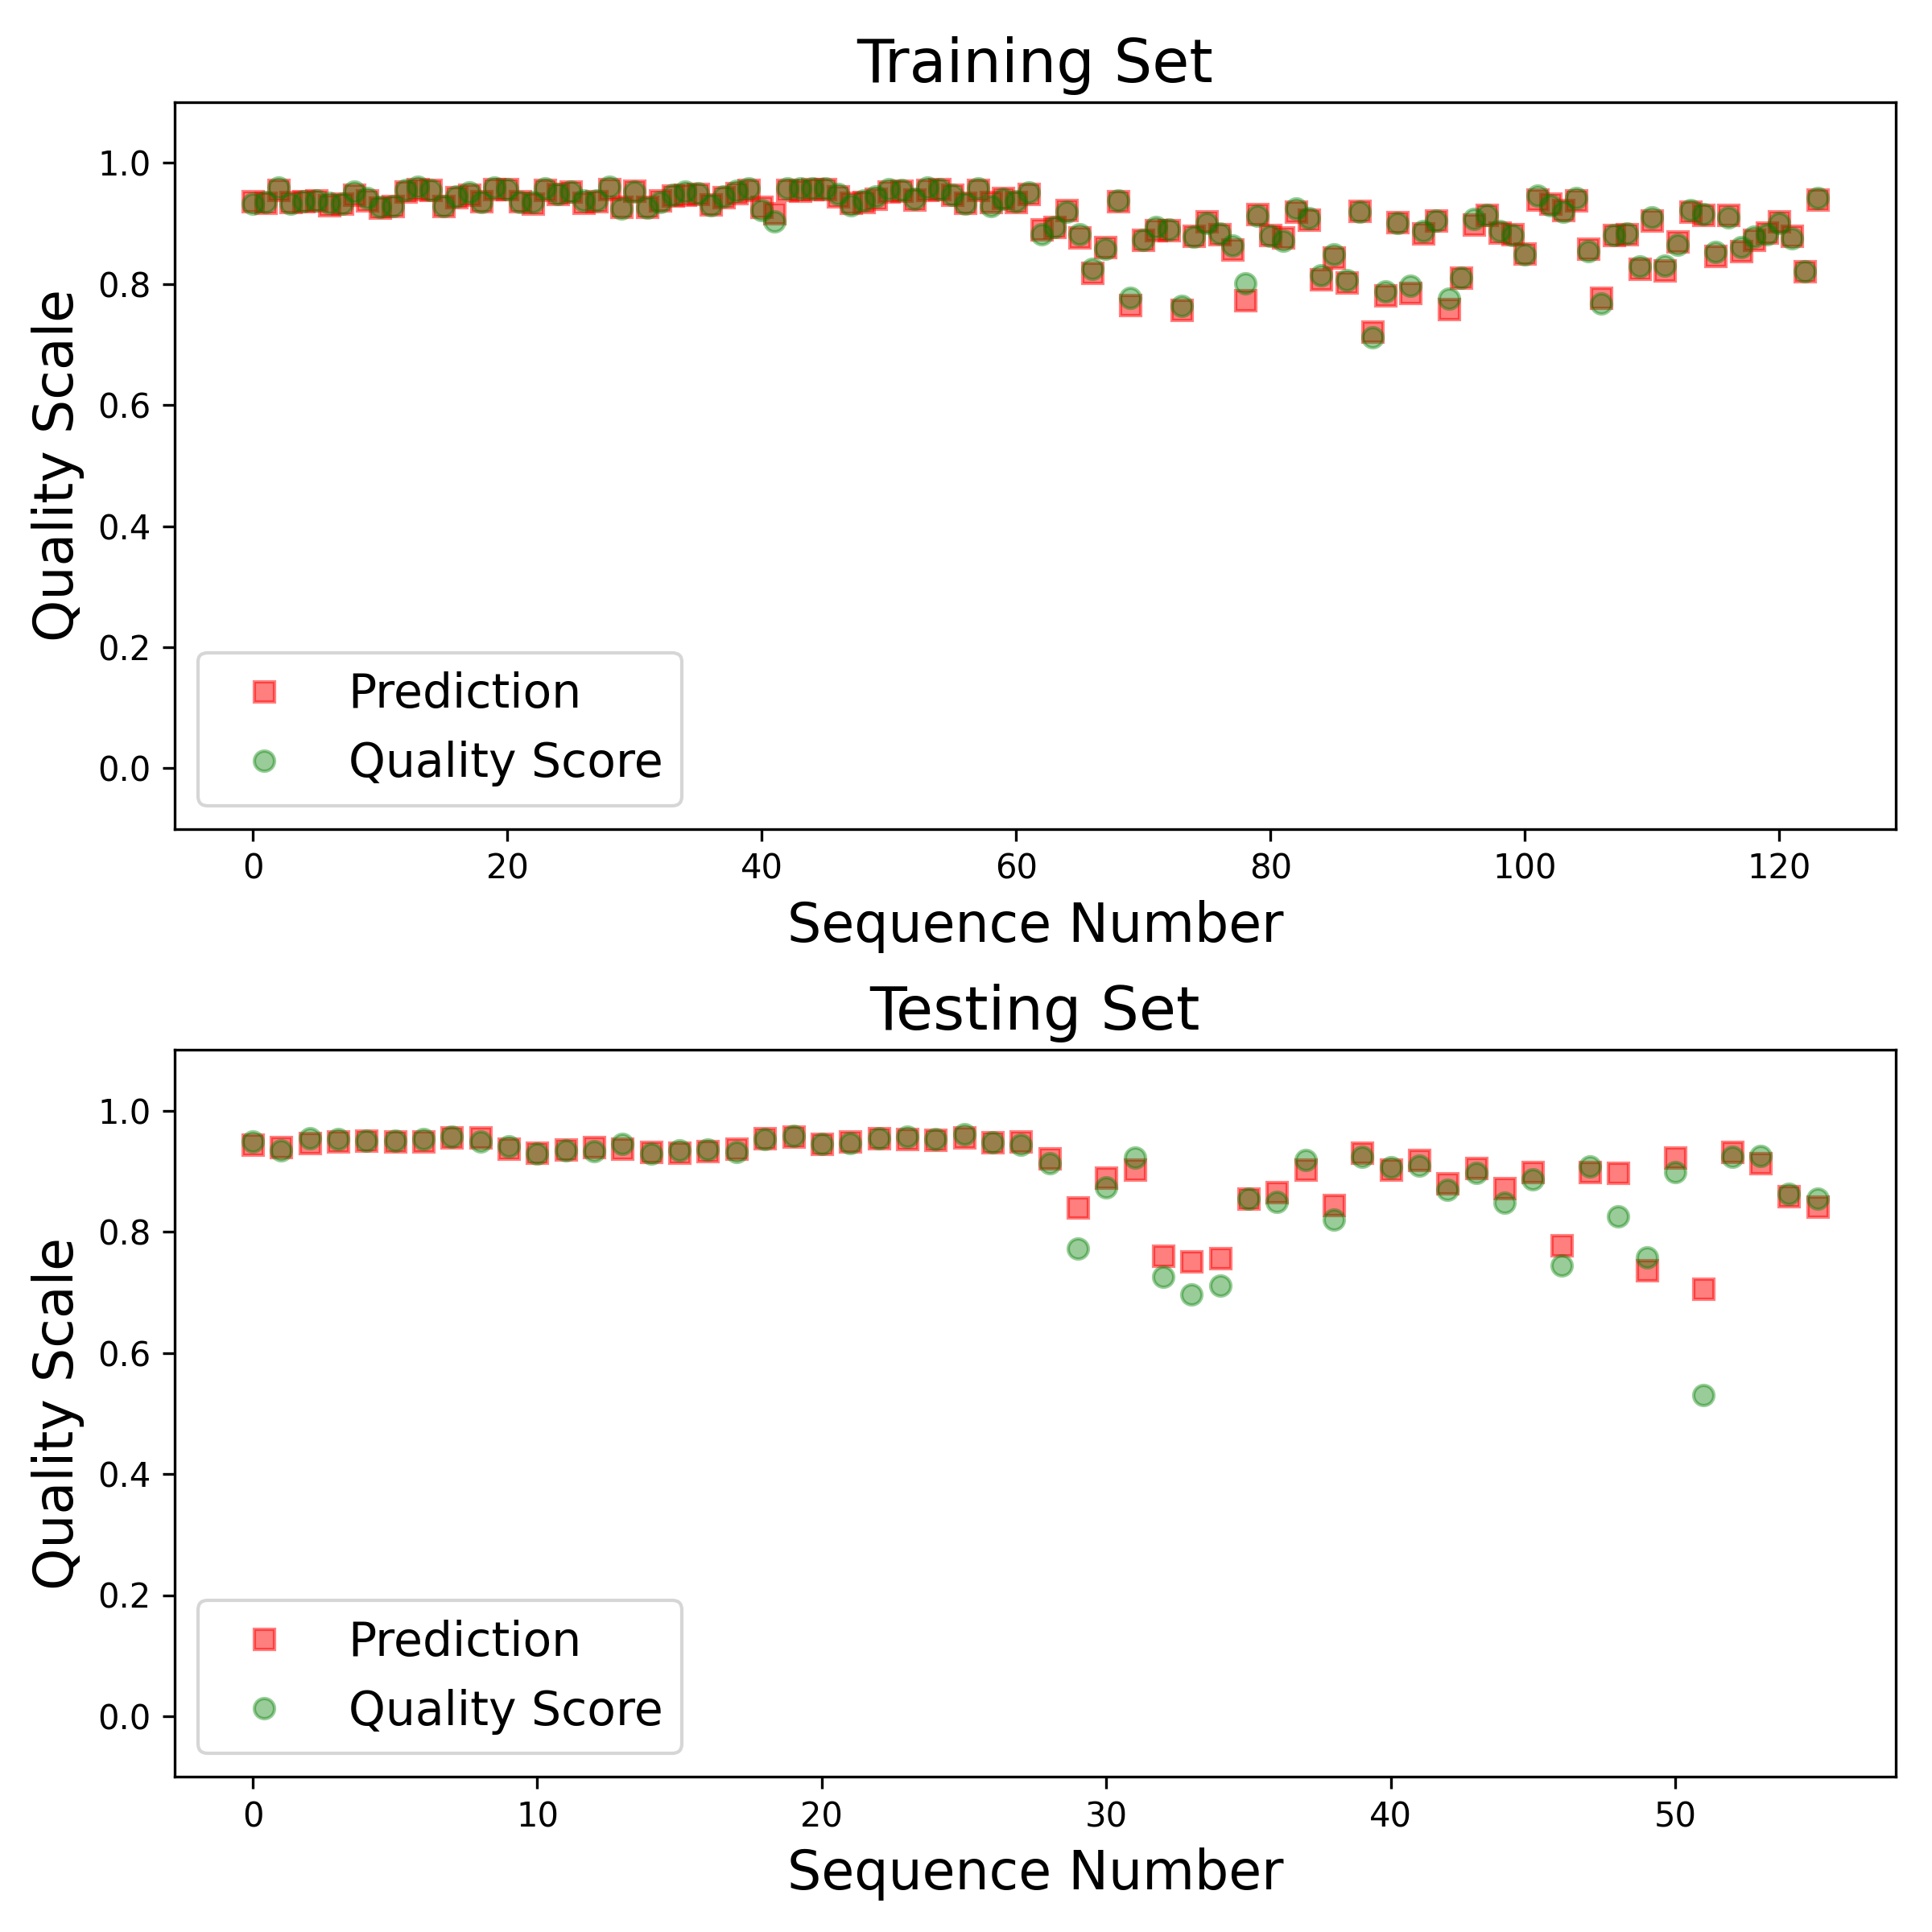 Training Set
Quality Scale
1.0
0.8
0.6
0.4
0.2
0.0
Prediction
Quality Score
0 20 40 60 80 100 120
Sequence Number
Testing Set
Quality Scale
1.0
0.8
0.6
0.4
0.2
0.0
Prediction
Quality Score
0 10 20 30 40 50
Sequence Number